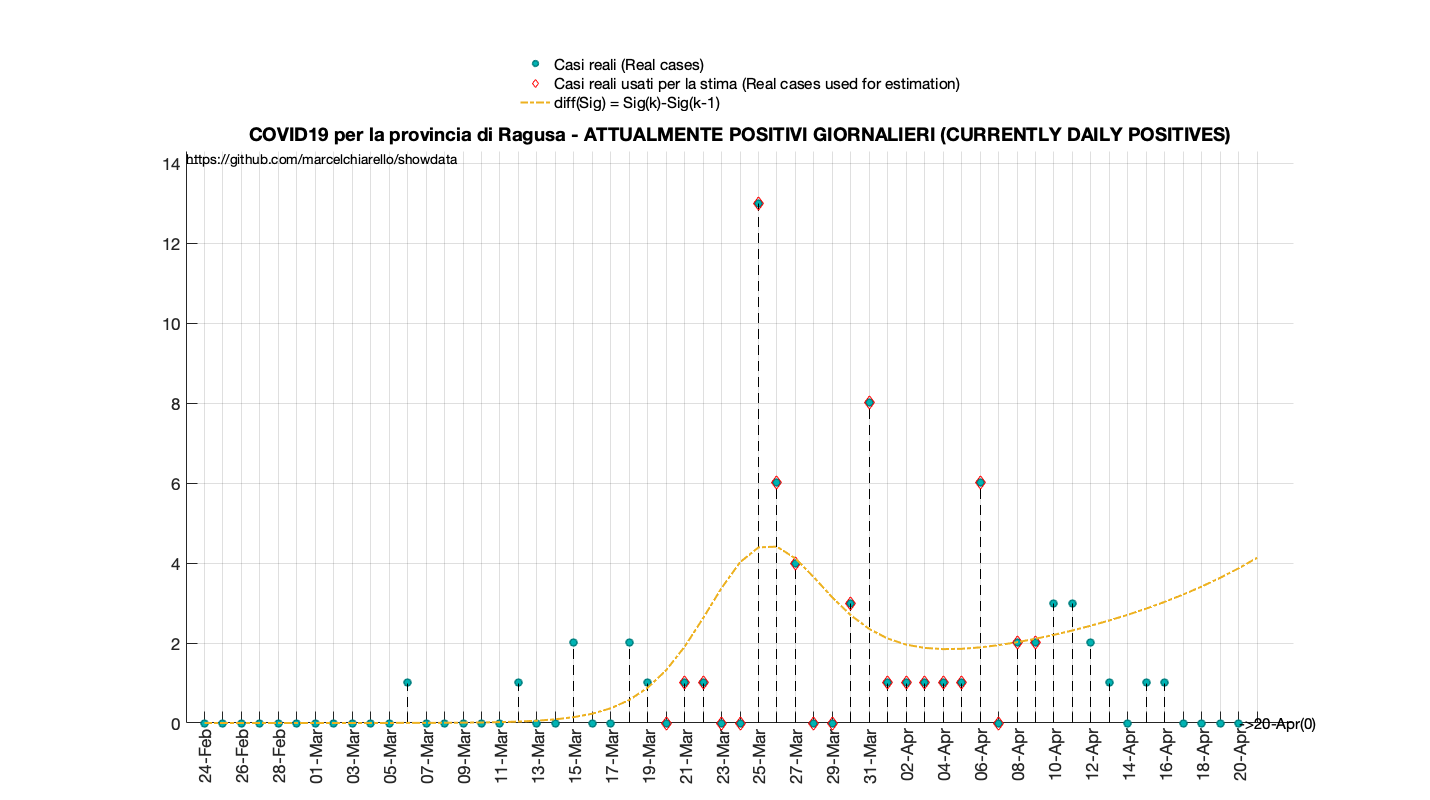 Casi reali (Real cases)
Casi reali usati per la stima (Real cases used for estimation)
diff(Sig) = Sig(k)-Sig(k-1)
COVID19 per la provincia di Ragusa - ATTUALMENTE POSITIVI GIORNALIERI (CURRENTLY DAILY POSITIVES)
https://github.com/marcelchiarello/showdata
14
12
10
8
6
4
2
0
->20-Apr(0)
24-Feb
26-Feb
28-Feb
01-Mar
03-Mar
05-Mar
07-Mar
09-Mar
11-Mar
13-Mar
15-Mar
17-Mar
19-Mar
21-Mar
23-Mar
25-Mar
27-Mar
29-Mar
31-Mar
02-Apr
04-Apr
06-Apr
08-Apr
10-Apr
12-Apr
14-Apr
16-Apr
18-Apr
20-Apr